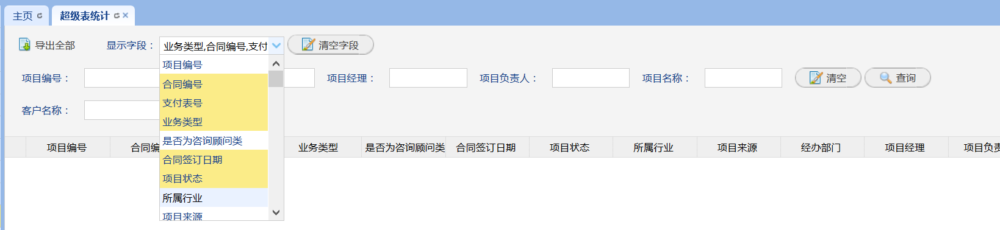 主页
超级表统计
导出全部
显示字段：
业务类型,合同编号,支付
清空字段
项目编号：
项目经理：
项目负责人：
项目名称：
清空
查询
客户名称：
项目编号
合同编号
支付表号
业务类型
是否为咨询顾问类
合同签订日期
项目状态
所属行业
项目来源
项目编号
合同编
业务类型
是否为咨询顾问类
合同签订日期
项目状态
所属行业
项目来源
经办部门
项目经理
项目负责